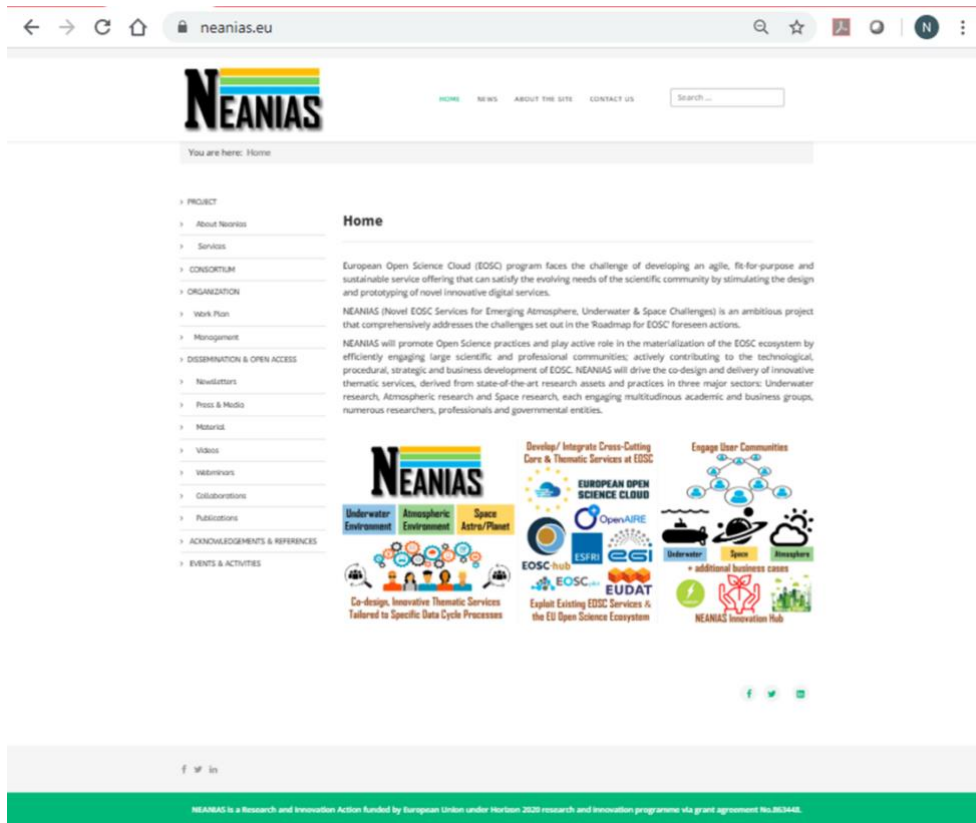 neanias.eu
N
NEANIAS
HOME NEWS ABOUT THE SITE CONTACT US
Search ...
You are here: Home
PROJECT
About Neanias
Services
CONSORTIUM
ORGANIZATION
Work Plan
Management
DISSEMINATION & OPEN ACCESS
Newsletters
Press & Media
Material
Videos
Webminars
Collaborations
Publications
ACKNOWLEDGEMENTS & REFERENCES
EVENTS & ACTIVITIES
Home
European Open Science Cloud (EOSC) program faces the challenge of developing an agile, fit-for-purpose and
sustainable service offering that can satisfy the evolving needs of the scientific community by stimulating the design
and prototyping of novel innovative digital services.
NEANIAS (Novel EOSC Services for Emerging Atmosphere, Underwater & Space Challenges) is an ambitious project
that comprehensively addresses the challenges set out in the 'Roadmap for EOSC' foreseen actions.
NEANIAS will promote Open Science practices and play active role in the materialization of the EOSC ecosystem by
efficiently engaging large scientific and professional communities; actively contributing to the technological,
procedural, strategic and business development of EOSC. NEANIAS will drive the co-design and delivery of innovative
thematic services, derived from state-of-the-art research assets and practices in three major sectors: Underwater
research, Atmospheric research and Space research, each engaging multitudinous academic and business groups,
numerous researchers, professionals and governmental entities.
NEANIAS
Underwater Environment
Atmospheric Environment
Space Astro/Planet
Co-design, Innovative Thematic Services
Tailored to Specific Data Cycle Processes
Develop/ Integrate Cross-Cutting
Core & Thematic Services at EOSC
EUROPEAN OPEN
SCIENCE CLOUD
OpenAIRE
EOSC-hub
ESFRI
eGI
EOSC
EUDAT
Exploit Existing EOSC Services &
the EU Open Science Ecosystem
Engage User Communities
Underwater Space Atmosphere
+ additional business cases
NEANIAS Innovation Hub
f in
f in
NEANIAS is a Research and Innovation Action funded by European Union under Horizon 2020 research and innovation programme via grant agreement No.863448.